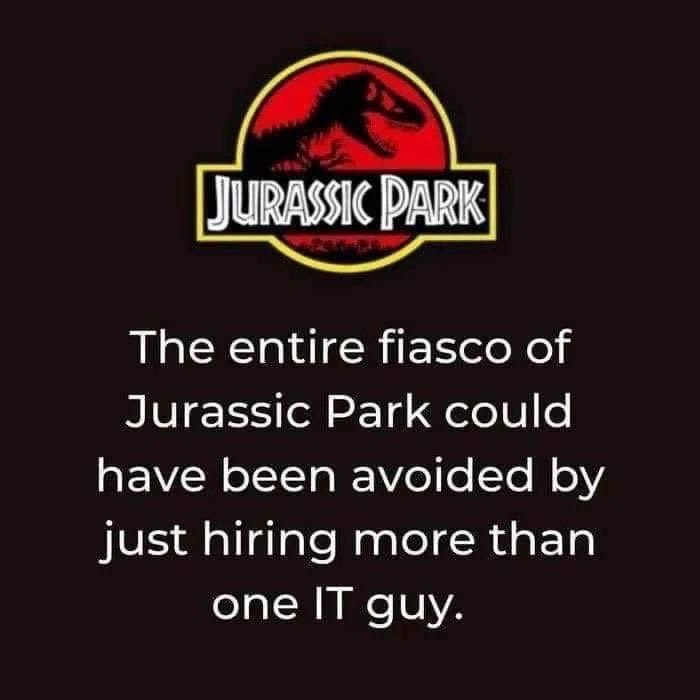 JURASSIC PARK
The entire fiasco of
Jurassic Park could
have been avoided by
just hiring more than
one IT guy.